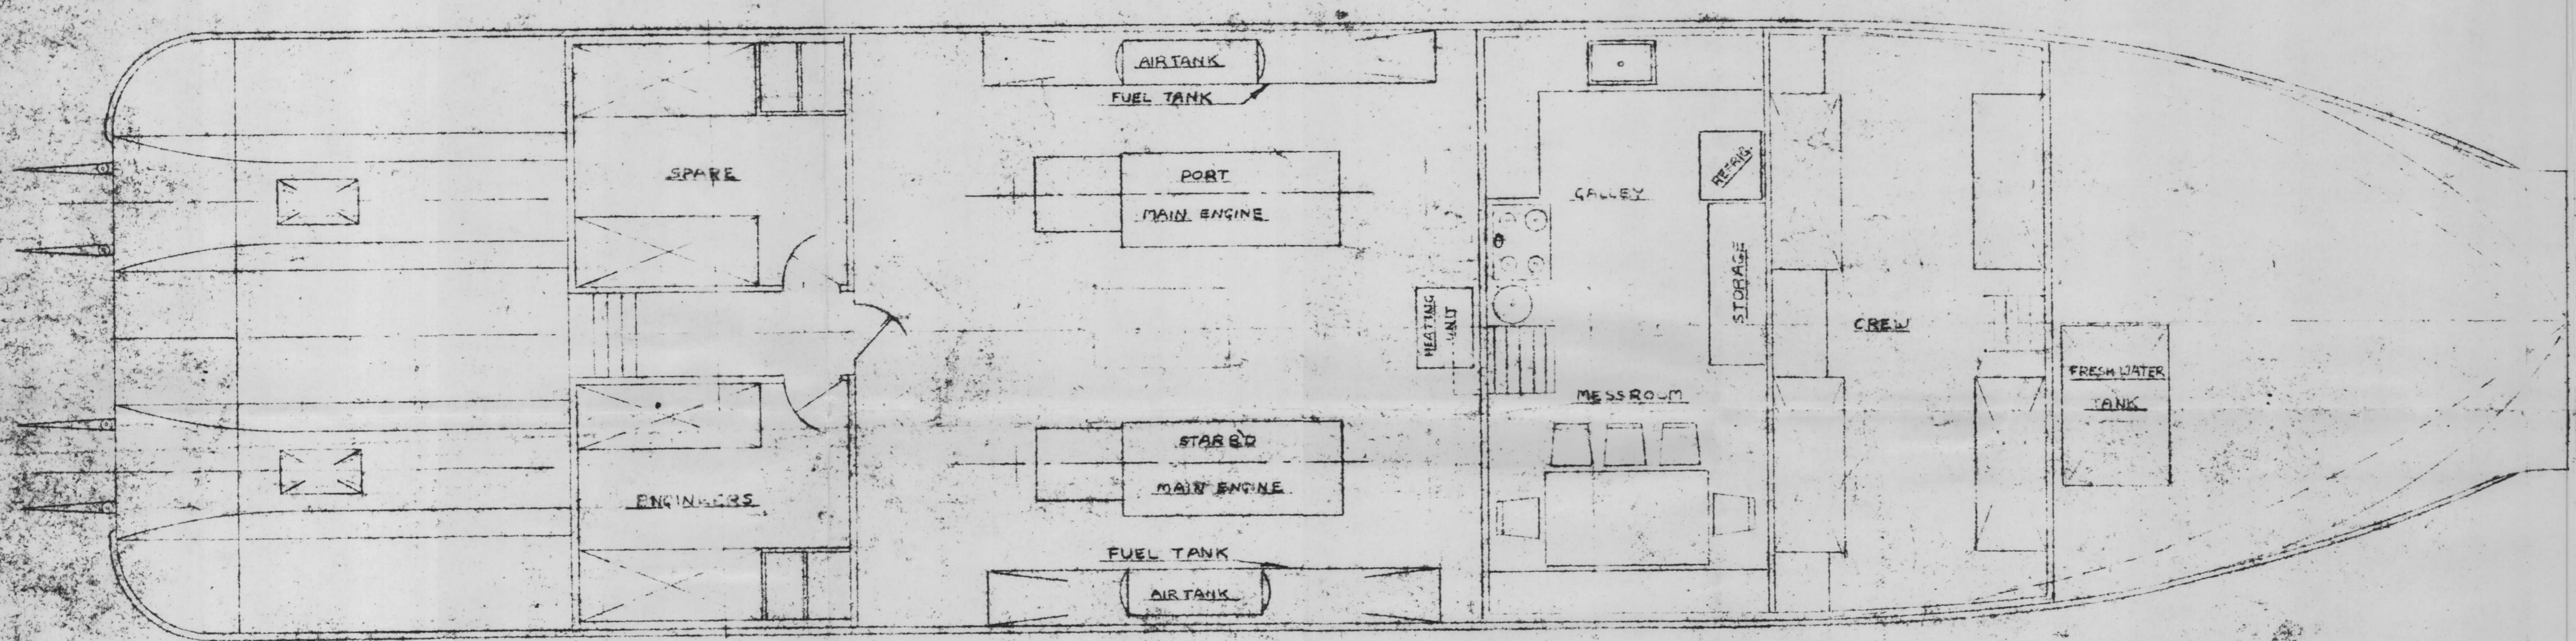 AIR TANK
FUEL TANK
SPARE
PORT
MAIN ENGINE
REFRIG.
GALLEY
STORAGE
HEATING
UNIT
CREW
FRESH WATER
TANK
MESSROOM
STARB'D
MAIN ENGINE
ENGINEERS
FUEL TANK
AIR TANK